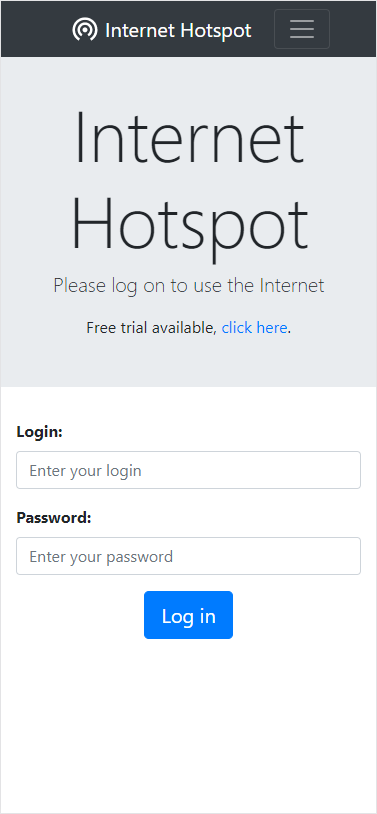 Internet Hotspot
Internet
Hotspot
Please log on to use the Internet
Free trial available, click here.
Login:
Enter your login
Password:
Enter your password
Log in